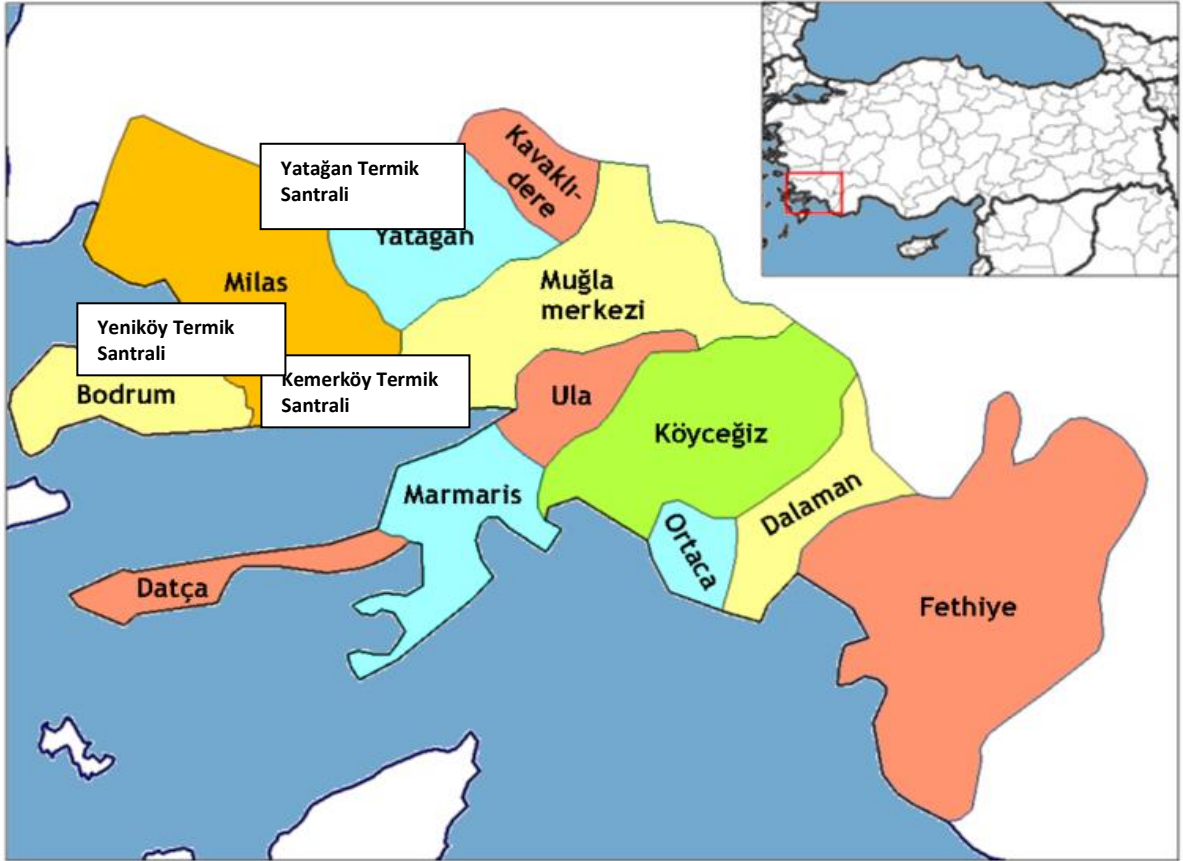 Kavaklı-
dere
Yatağan Termik
Santrali
Yatağan
Milas
Muğla
merkezi
Yeniköy Termik
Santrali
Bodrum
Kemerköy Termik
Santrali
Ula
Köyceğiz
Marmaris
Dalaman
Ortaca
Datça
Fethiye